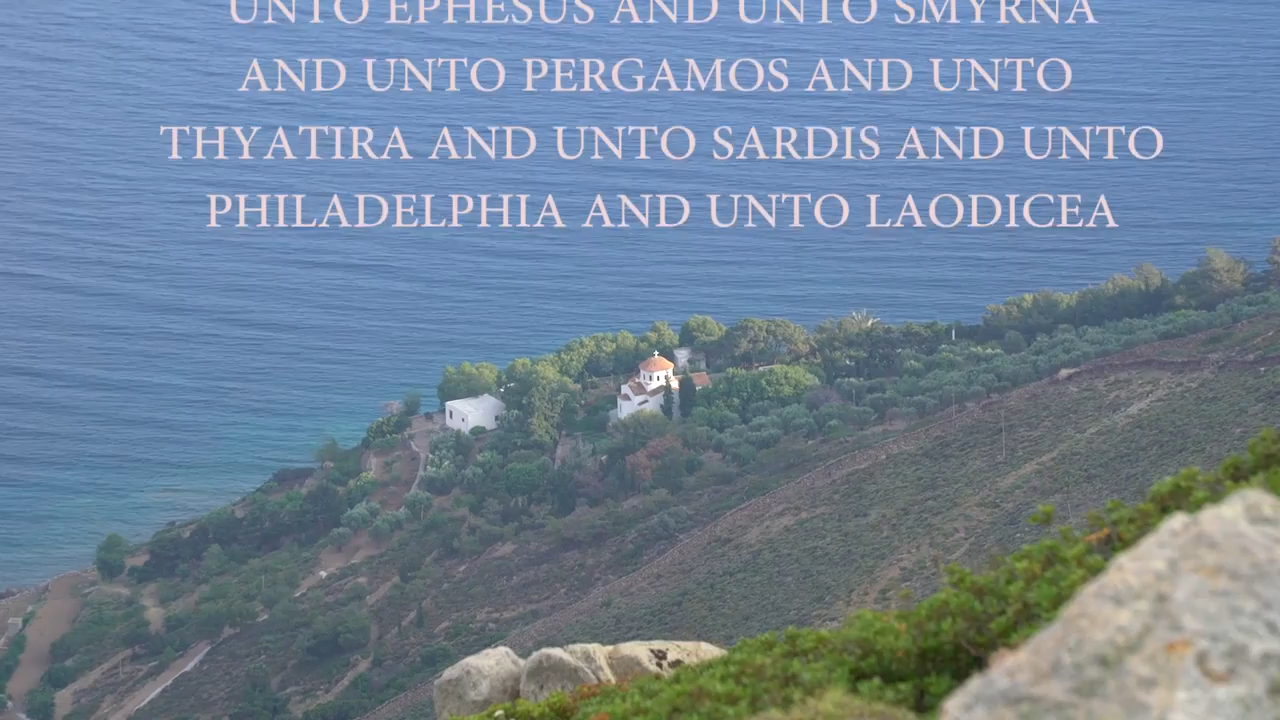 UNTO EPHESUS AND UNTO SMYRNA
AND UNTO PERGAMOS AND UNTO
THYATIRA AND UNTO SARDIS AND UNTO
PHILADELPHIA AND UNTO LAODICEA